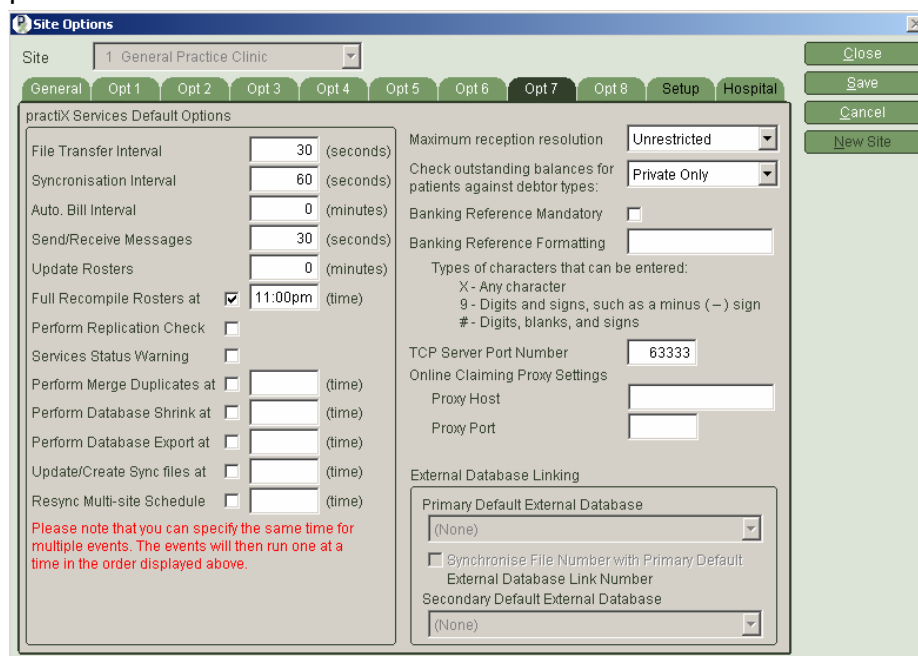 Site Options
Site 1 General Practice Clinic
Close
General Opt 1 Opt 2 Opt 3 Opt 4 Opt 5 Opt 6 Opt 7 Opt 8 Setup Hospital
Save
Cancel
New Site
practiX Services Default Options
File Transfer Interval 30 (seconds)
Syncronisation Interval 60 (seconds)
Auto. Bill Interval 0 (minutes)
Send/Receive Messages 30 (seconds)
Update Rosters 0 (minutes)
Full Recompile Rosters at 11:00pm (time)
Perform Replication Check
Services Status Warning
Perform Merge Duplicates at (time)
Perform Database Shrink at (time)
Perform Database Export at (time)
Update/Create Sync files at (time)
Resync Multi-site Schedule (time)
Please note that you can specify the same time for
multiple events. The events will then run one at a
time in the order displayed above.
Maximum reception resolution Unrestricted
Check outstanding balances for
patients against debtor types: Private Only
Banking Reference Mandatory
Banking Reference Formatting
Types of characters that can be entered:
X - Any character
9 - Digits and signs, such as a minus (−) sign
# - Digits, blanks, and signs
TCP Server Port Number 63333
Online Claiming Proxy Settings
Proxy Host
Proxy Port
External Database Linking
Primary Default External Database
(None)
Synchronise File Number with Primary Default
External Database Link Number
Secondary Default External Database
(None)